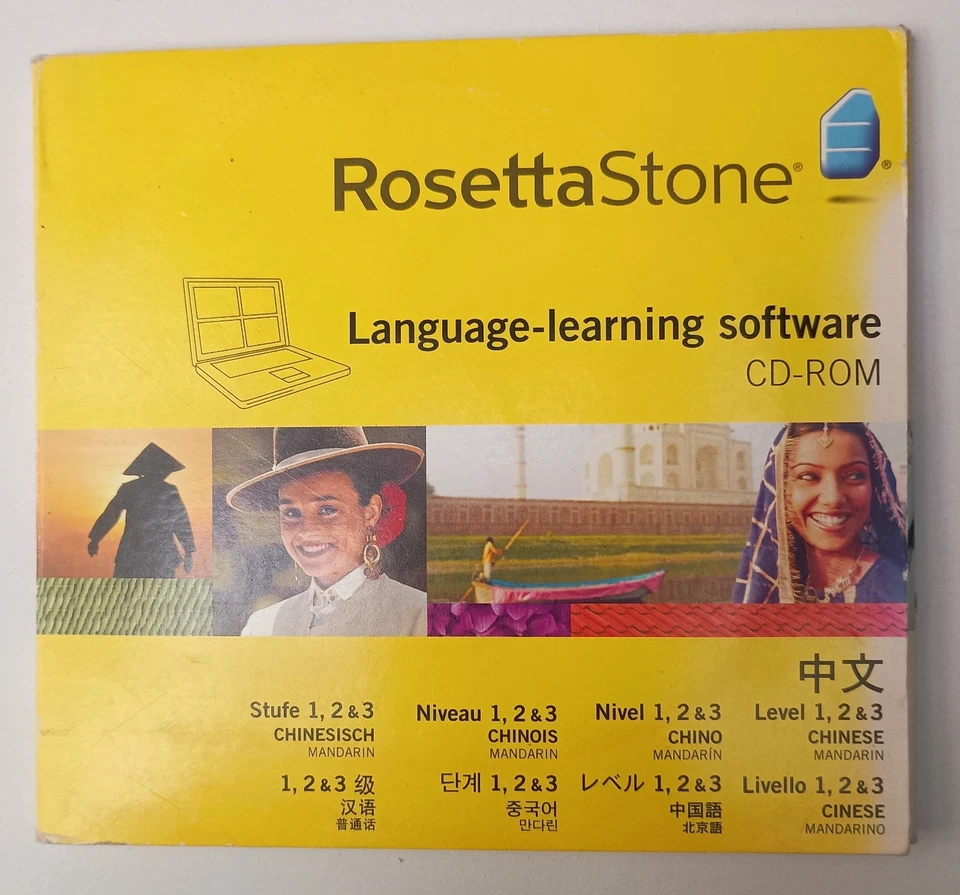 RosettaStone®
®
Language-learning software
CD-ROM
中文
Stufe 1, 2 & 3
CHINESISCH
MANDARIN
Niveau 1, 2 & 3
CHINOIS
MANDARIN
Nivel 1, 2 & 3
CHINO
MANDARÍN
Level 1, 2 & 3
CHINESE
MANDARIN
1, 2 & 3 级
汉语
普通话
단계 1, 2 & 3
중국어
만다린
レベル 1, 2 & 3
中国語
北京語
Livello 1, 2 & 3
CINESE
MANDARINO